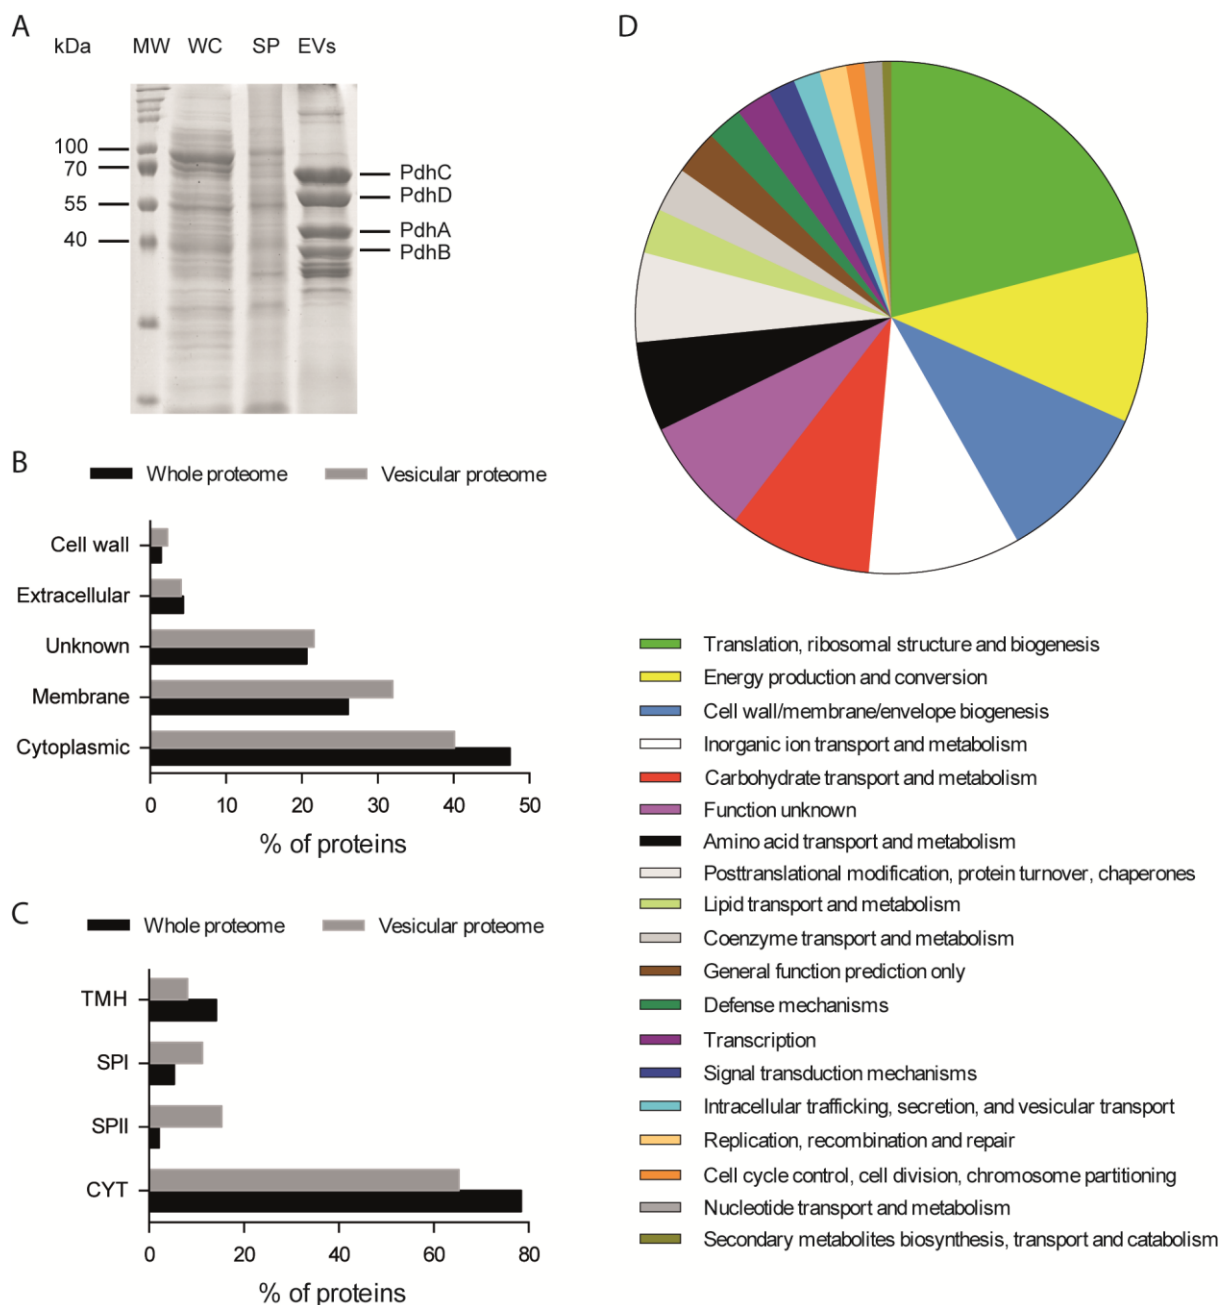 A
kDa MW WC SP EVs
100
70
55
40
PdhC
PdhD
PdhA
PdhB
B
Whole proteome Vesicular proteome
Cell wall
Extracellular
Unknown
Membrane
Cytoplasmic
0 10 20 30 40 50
% of proteins
C
Whole proteome Vesicular proteome
TMH
SPI
SPII
CYT
0 20 40 60 80
% of proteins
D
Translation, ribosomal structure and biogenesis
Energy production and conversion
Cell wall/membrane/envelope biogenesis
Inorganic ion transport and metabolism
Carbohydrate transport and metabolism
Function unknown
Amino acid transport and metabolism
Posttranslational modification, protein turnover, chaperones
Lipid transport and metabolism
Coenzyme transport and metabolism
General function prediction only
Defense mechanisms
Transcription
Signal transduction mechanisms
Intracellular trafficking, secretion, and vesicular transport
Replication, recombination and repair
Cell cycle control, cell division, chromosome partitioning
Nucleotide transport and metabolism
Secondary metabolites biosynthesis, transport and catabolism